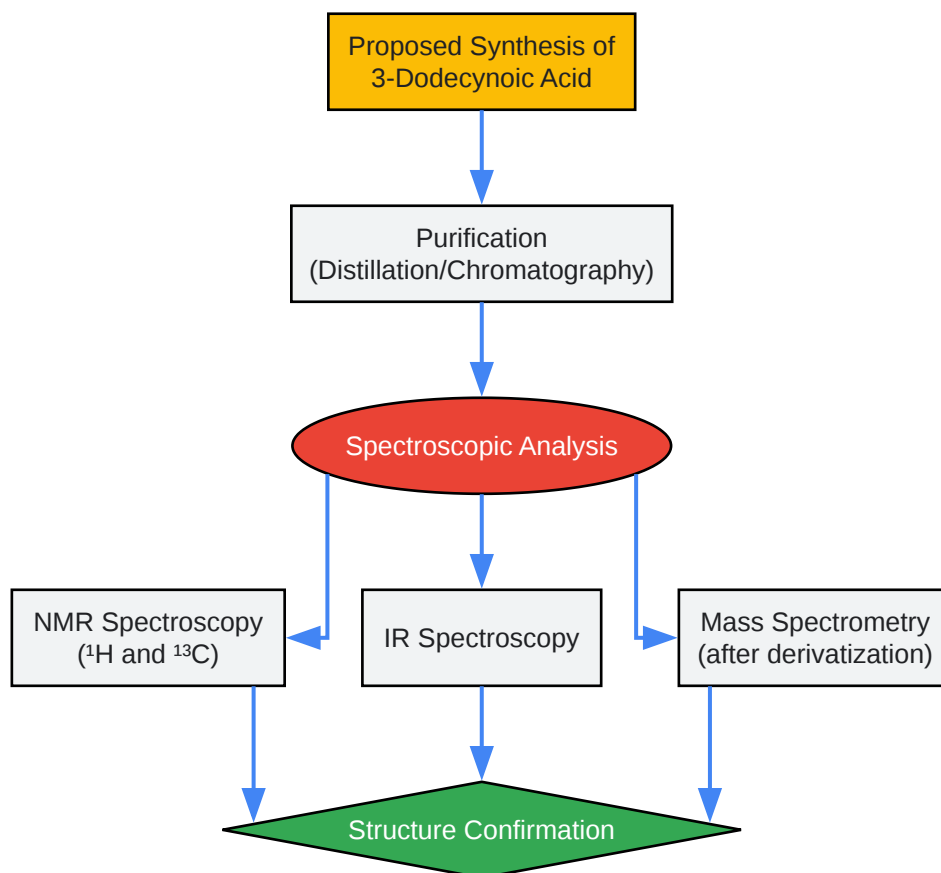 Proposed Synthesis of
3-Dodecynoic Acid
Purification
(Distillation/Chromatography)
Spectroscopic Analysis
NMR Spectroscopy
(¹H and ¹³C)
IR Spectroscopy
Mass Spectrometry
(after derivatization)
Structure Confirmation